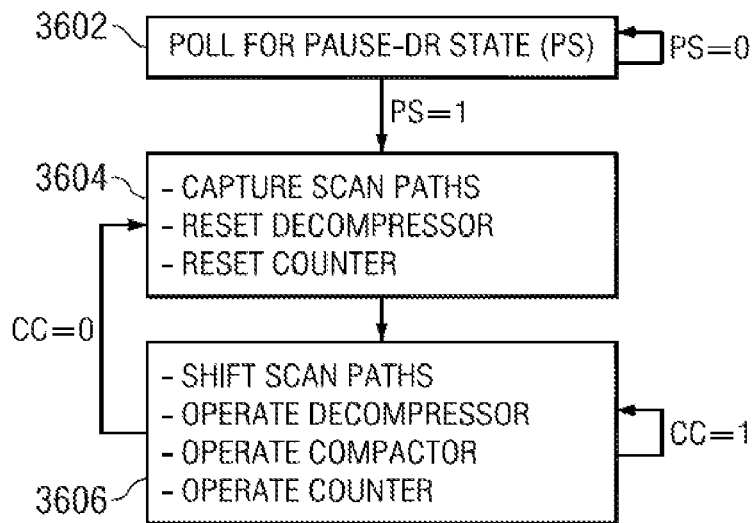 3602
POLL FOR PAUSE-DR STATE (PS)
PS=0
PS=1
3604
- CAPTURE SCAN PATHS
- RESET DECOMPRESSOR
- RESET COUNTER
CC=0
- SHIFT SCAN PATHS
- OPERATE DECOMPRESSOR
- OPERATE COMPACTOR
- OPERATE COUNTER
CC=1
3606